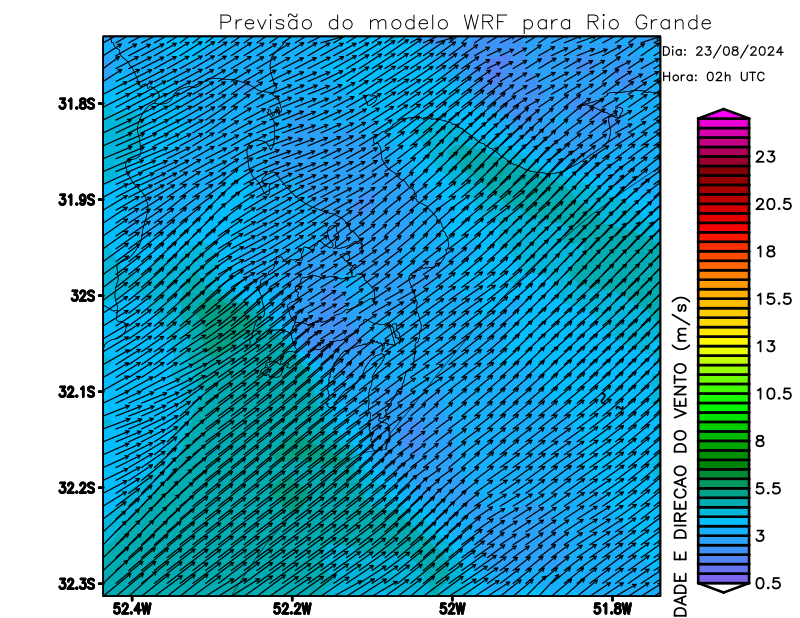 Previsão do modelo WRF para Rio Grande
Dia: 23/08/2024
Hora: 02h UTC
31.8S
31.9S
32S
32.1S
32.2S
32.3S
52.4W
52.2W
52W
51.8W
DADE E DIRECAO DO VENTO (m/s)
23
20.5
18
15.5
13
10.5
8
5.5
3
0.5